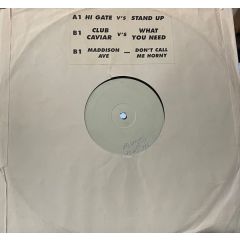 A1 HI GATE V'S STAND UP
B1 CLUB CAVIAR V'S WHAT YOU NEED
B1 MADDISON AVE — DON'T CALL ME HORNY